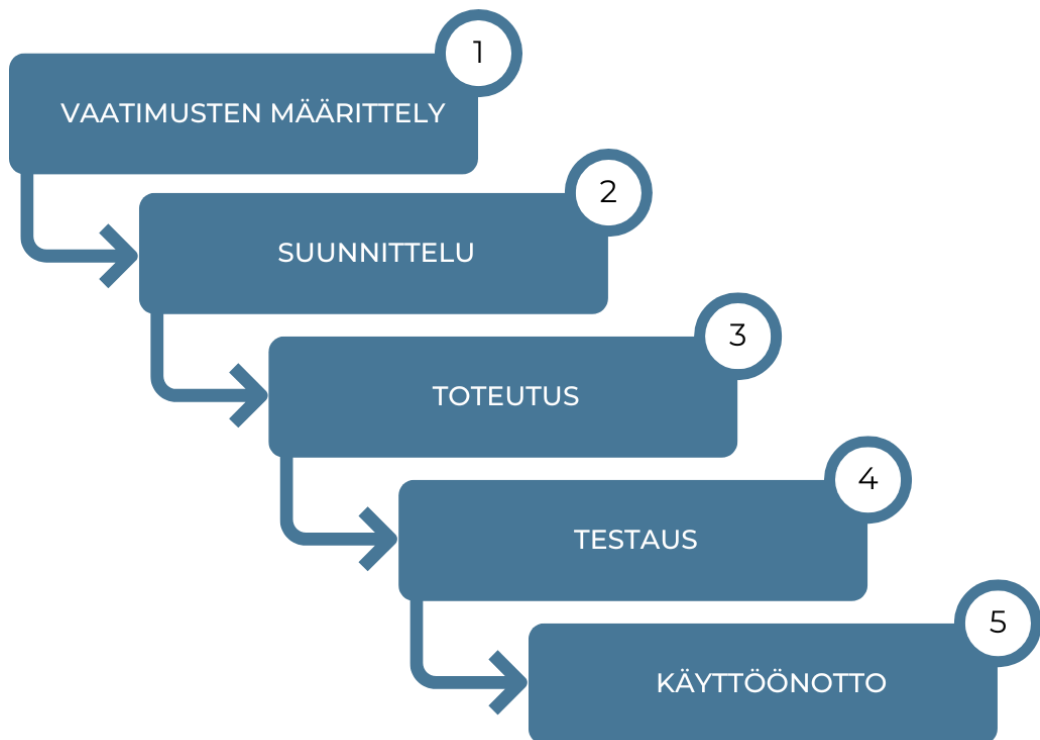 1
VAATIMUSTEN MÄÄRITTELY
2
SUUNNITTELU
3
TOTEUTUS
4
TESTAUS
5
KÄYTTÖÖNOTTO